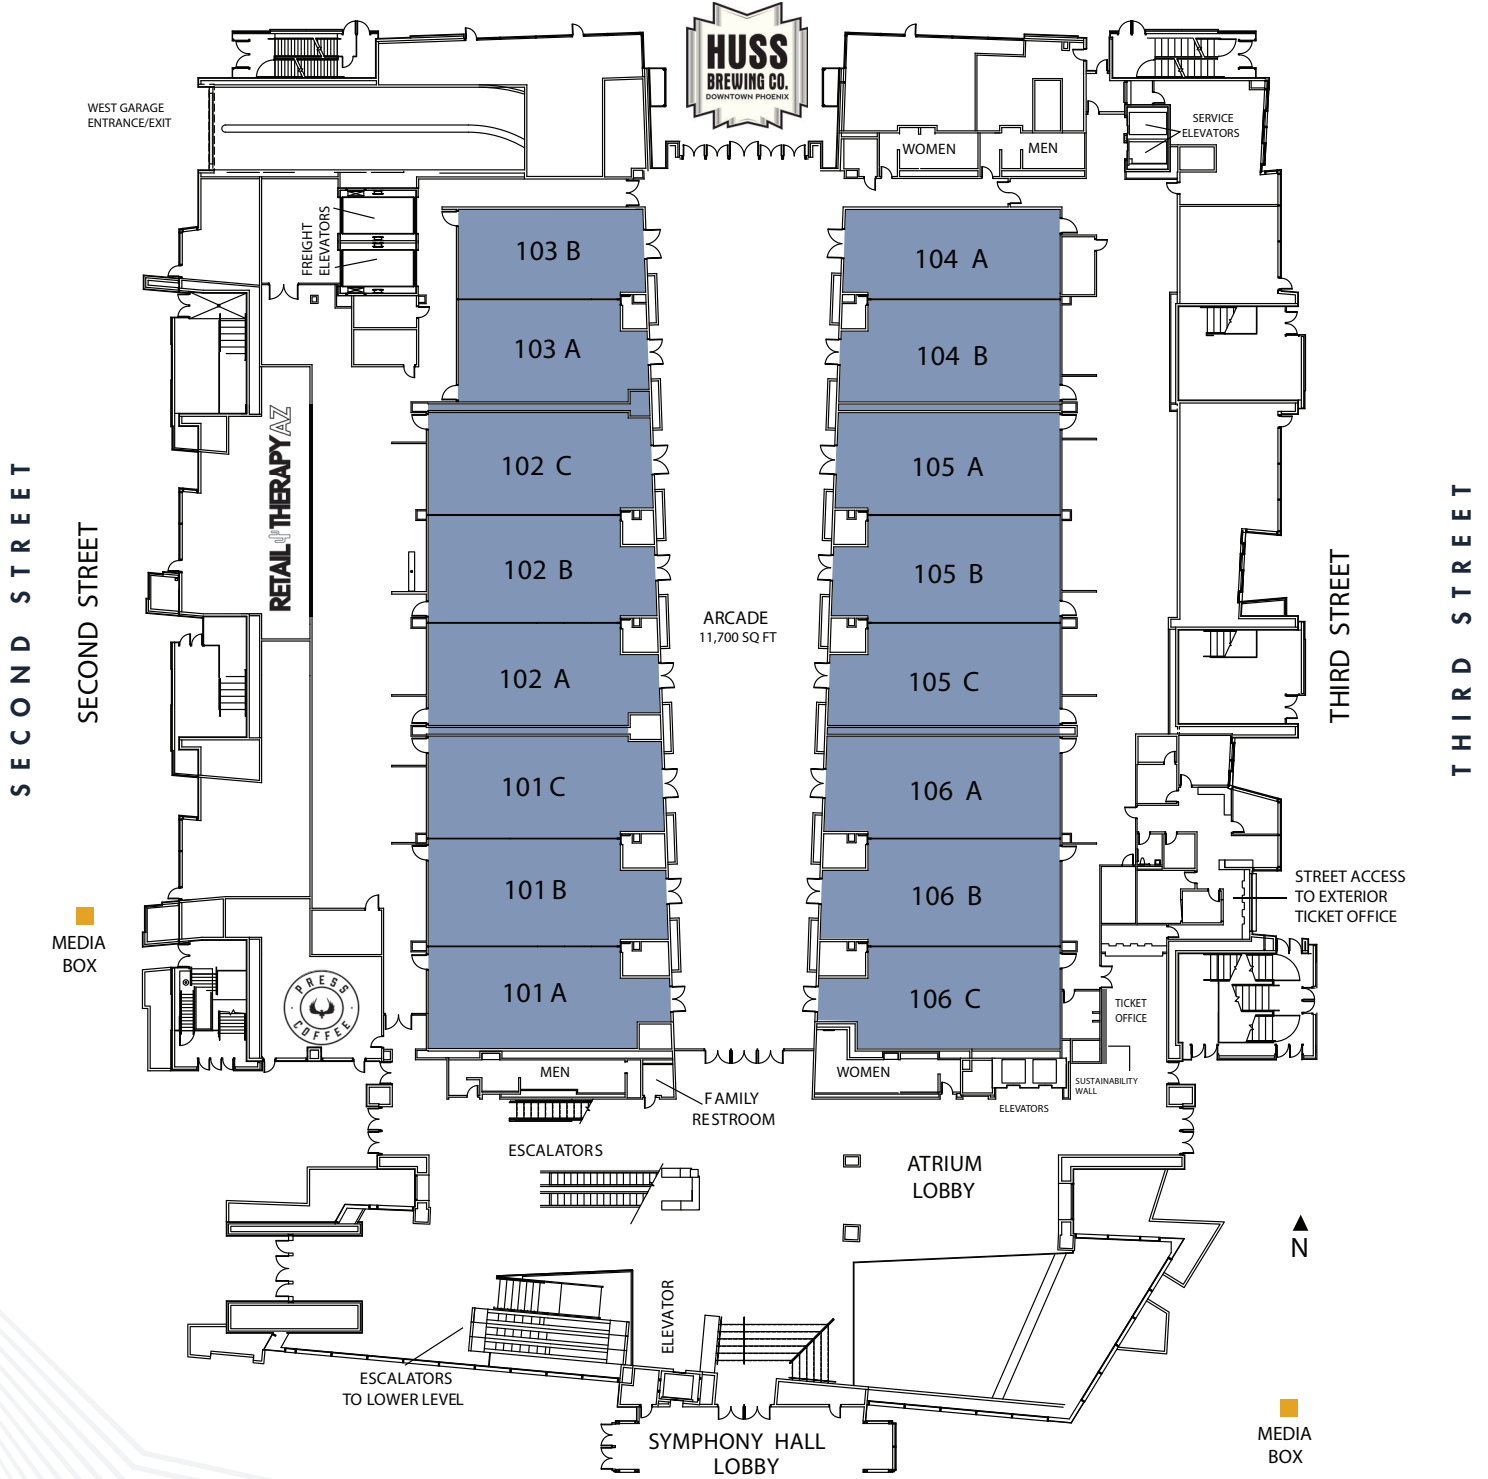 HUSS
BREWING CO.
DOWNTOWN PHOENIX
WEST GARAGE
ENTRANCE/EXIT
SERVICE
ELEVATORS
WOMEN
MEN
FREIGHT
ELEVATORS
103 B
104 A
103 A
104 B
RETAIL THERAPY AZ
102 C
105 A
SECOND STREET
SECOND STREET
THIRD STREET
THIRD STREET
102 B
105 B
ARCADE
11,700 SQ FT
102 A
105 C
101 C
106 A
101 B
106 B
STREET ACCESS
TO EXTERIOR
TICKET OFFICE
MEDIA
BOX
101 A
106 C
PRESS
COFFEE
TICKET
OFFICE
MEN
WOMEN
SUSTAINABILITY
WALL
FAMILY
RESTROOM
ELEVATORS
ESCALATORS
ATRIUM
LOBBY
N
ELEVATOR
ESCALATORS
TO LOWER LEVEL
SYMPHONY HALL
LOBBY
MEDIA
BOX